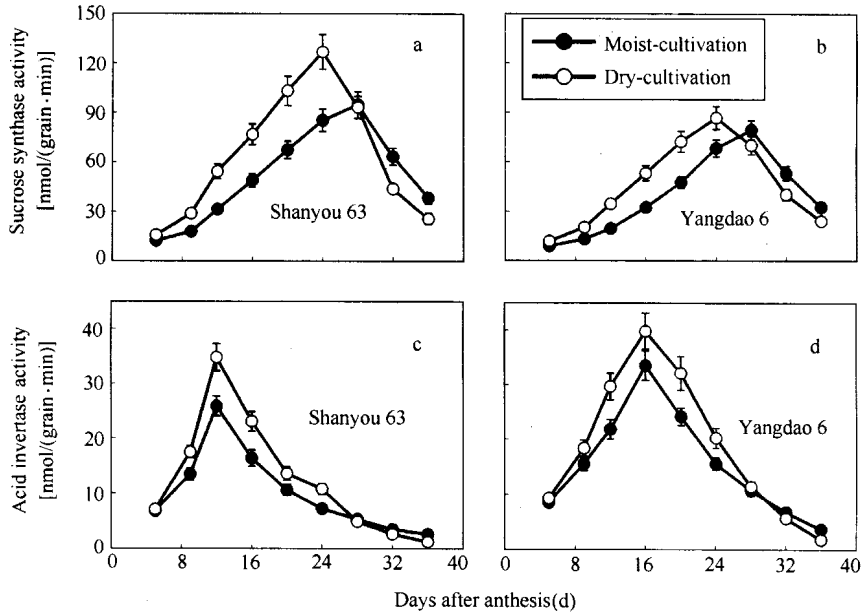 Sucrose synthase activity
[nmol/(grain·min)]
150
120
90
60
30
0
a
Shanyou 63
Moist-cultivation
Dry-cultivation
b
Yangdao 6
Acid invertase activity
[nmol/(grain·min)]
40
30
20
10
0
c
Shanyou 63
d
Yangdao 6
0 8 16 24 32 40
0 8 16 24 32 40
Days after anthesis(d)